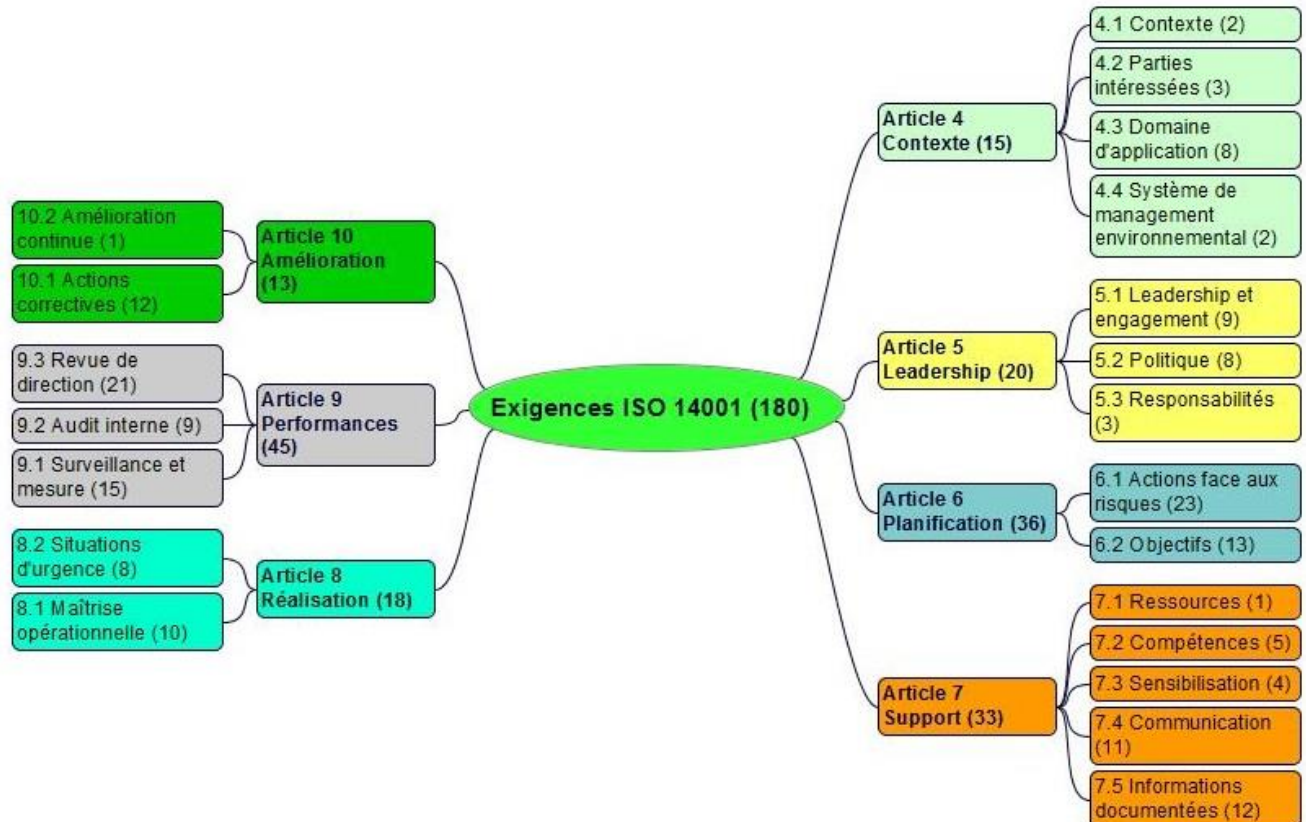 Exigences ISO 14001 (180)
Article 4
Contexte (15)
4.1 Contexte (2)
4.2 Parties
intéressées (3)
4.3 Domaine
d'application (8)
4.4 Système de
management
environnemental (2)
Article 5
Leadership (20)
5.1 Leadership et
engagement (9)
5.2 Politique (8)
5.3 Responsabilités
(3)
Article 6
Planification (36)
6.1 Actions face aux
risques (23)
6.2 Objectifs (13)
Article 7
Support (33)
7.1 Ressources (1)
7.2 Compétences (5)
7.3 Sensibilisation (4)
7.4 Communication
(11)
7.5 Informations
documentées (12)
Article 8
Réalisation (18)
8.2 Situations
d'urgence (8)
8.1 Maîtrise
opérationnelle (10)
Article 9
Performances
(45)
9.3 Revue de
direction (21)
9.2 Audit interne (9)
9.1 Surveillance et
mesure (15)
Article 10
Amélioration
(13)
10.2 Amélioration
continue (1)
10.1 Actions
correctives (12)